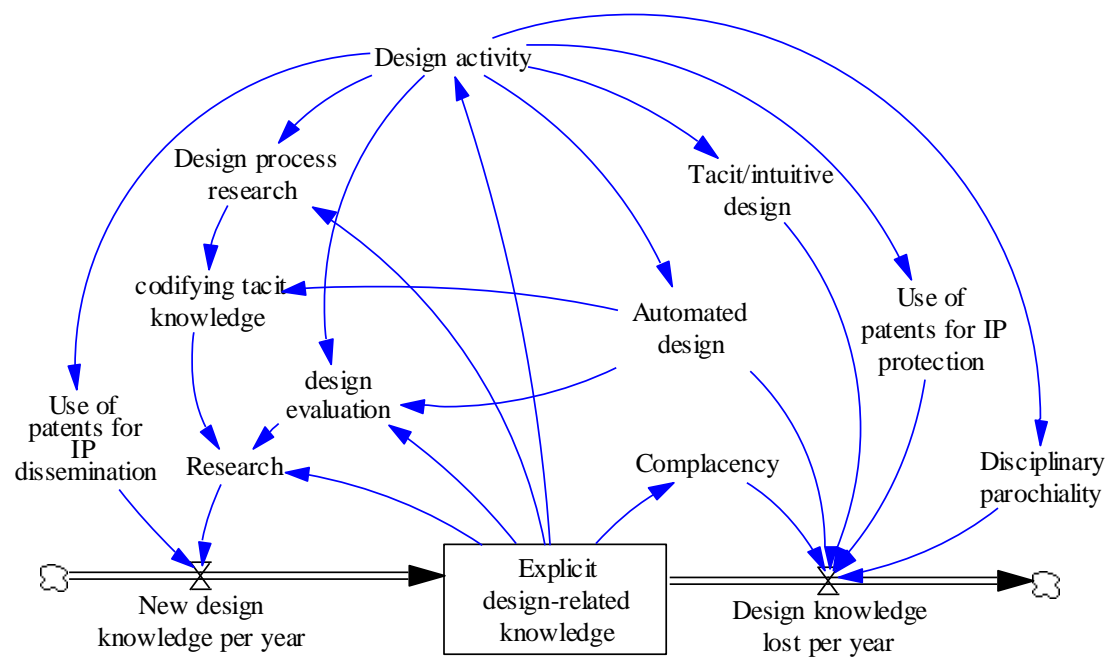 Design activity
Design process
research
Tacit/intuitive
design
codifying tacit
knowledge
Automated
design
Use of
patents for IP
protection
design
evaluation
Use of
patents for
IP
dissemination
Research
Complacency
Disciplinary
parochiality
Explicit
design-related
knowledge
New design
knowledge per year
Design knowledge
lost per year